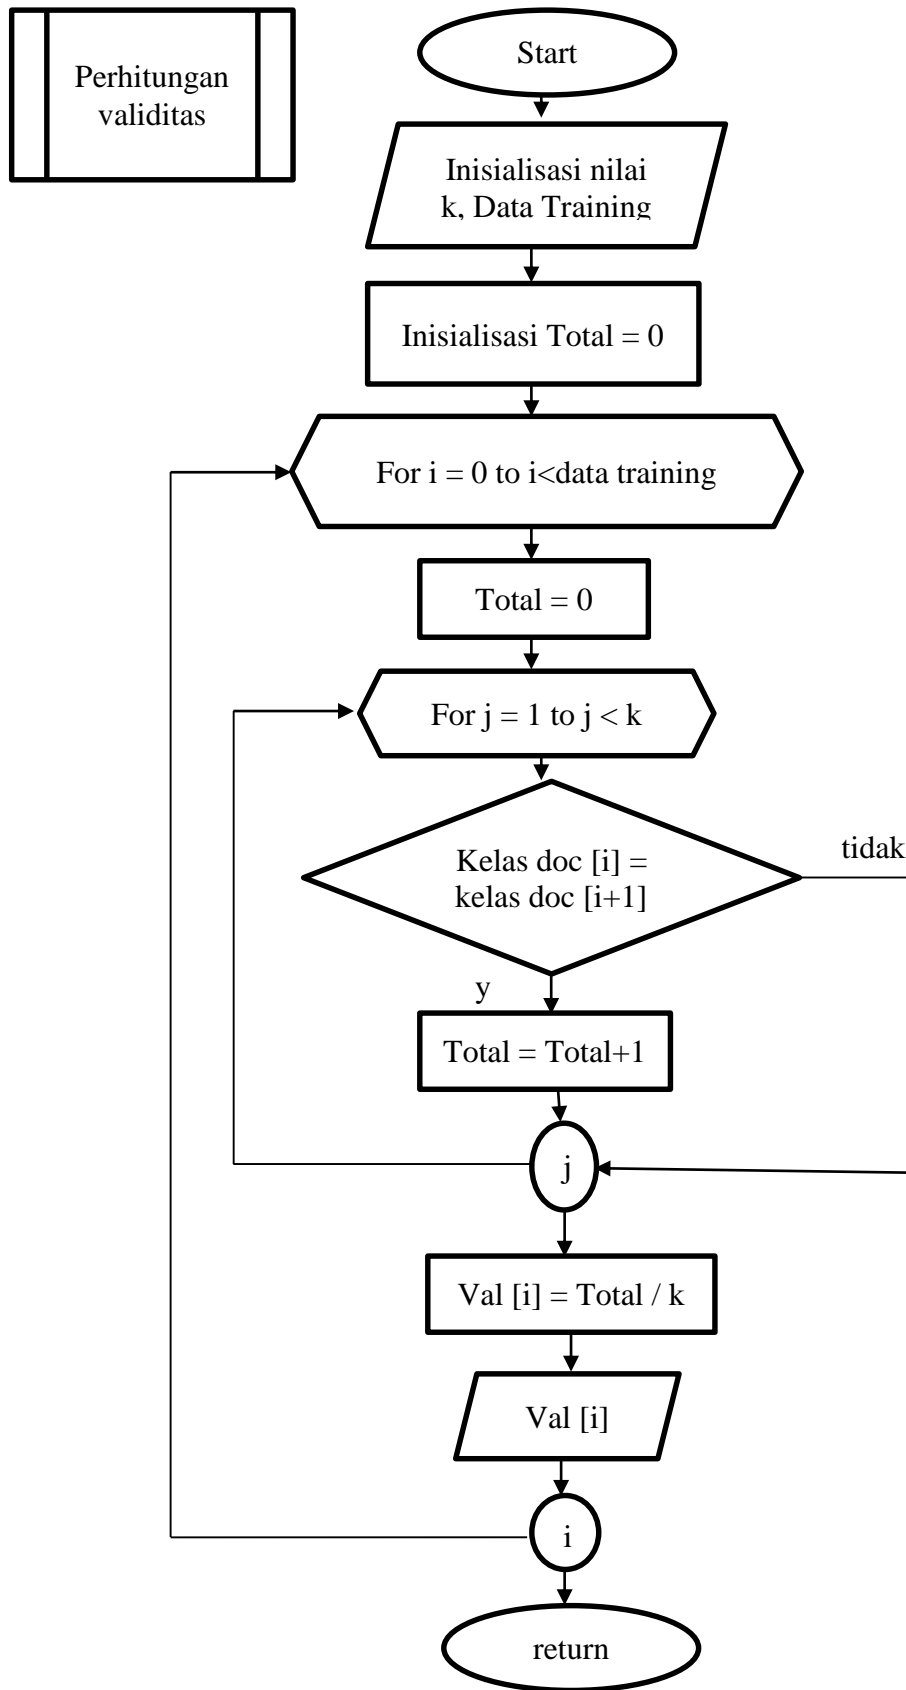 Perhitungan
validitas
Start
Inisialisasi nilai
k, Data Training
Inisialisasi Total = 0
For i = 0 to i<data training
Total = 0
For j = 1 to j < k
Kelas doc [i] =
kelas doc [i+1]
tidak
y
Total = Total+1
j
Val [i] = Total / k
Val [i]
i
return